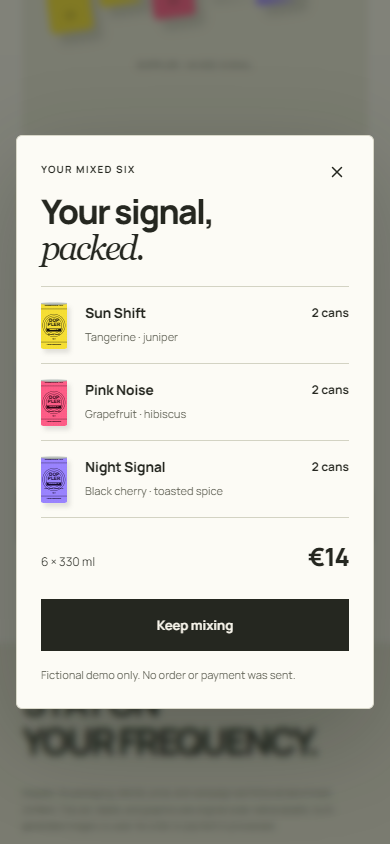 YOUR MIXED SIX
Your signal,
packed.
Sun Shift
2 cans
Tangerine · juniper
Pink Noise
2 cans
Grapefruit · hibiscus
Night Signal
2 cans
Black cherry · toasted spice
6 × 330 ml
€14
Keep mixing
Fictional demo only. No order or payment was sent.
YOUR FREQUENCY.